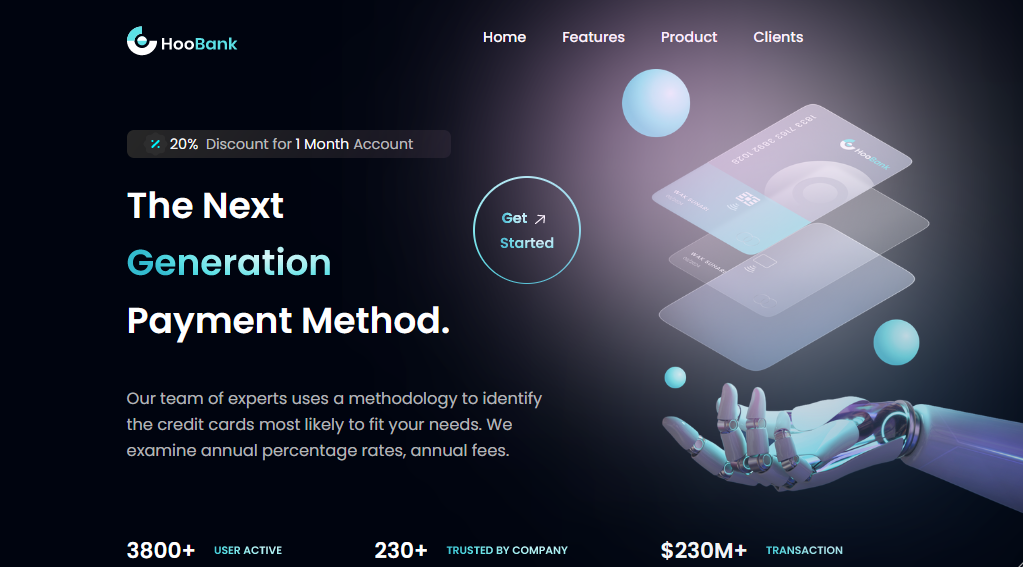 HooBank
Home
Features
Product
Clients
20% Discount for 1 Month Account
The Next
Generation
Payment Method.
Get
Started
Our team of experts uses a methodology to identify
the credit cards most likely to fit your needs. We
examine annual percentage rates, annual fees.
HooBank
3800+ USER ACTIVE
230+ TRUSTED BY COMPANY
$230M+ TRANSACTION